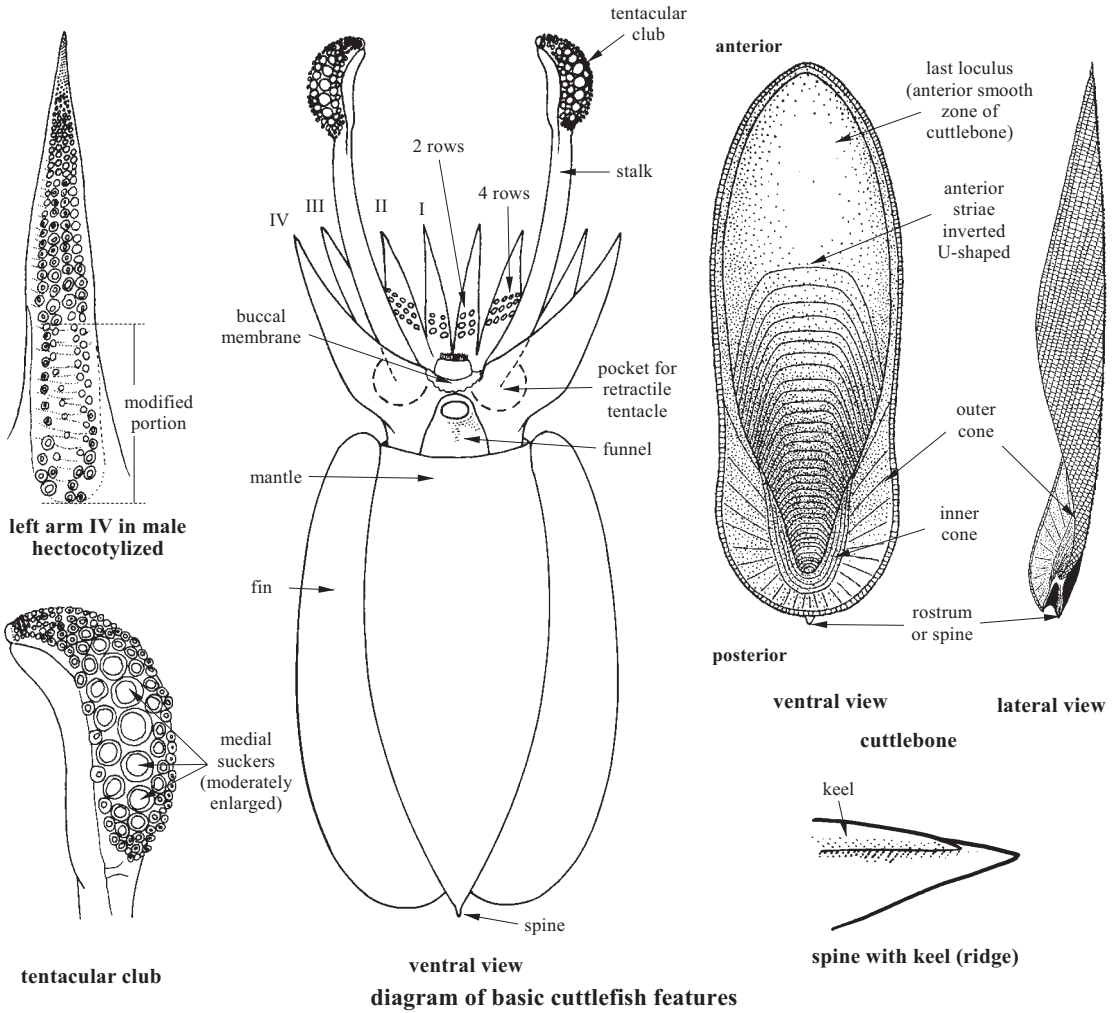 left arm IV in male
hectocotylized
modified
portion
tentacular club
medial
suckers
(moderately
enlarged)
tentacular
club
2 rows
4 rows
stalk
IV
III
II
I
buccal
membrane
pocket for
retractile
tentacle
funnel
mantle
fin
spine
ventral view
diagram of basic cuttlefish features
anterior
last loculus
(anterior smooth
zone of
cuttlebone)
anterior
striae
inverted
U-shaped
outer
cone
inner
cone
rostrum
or spine
posterior
ventral view
lateral view
cuttlebone
keel
spine with keel (ridge)